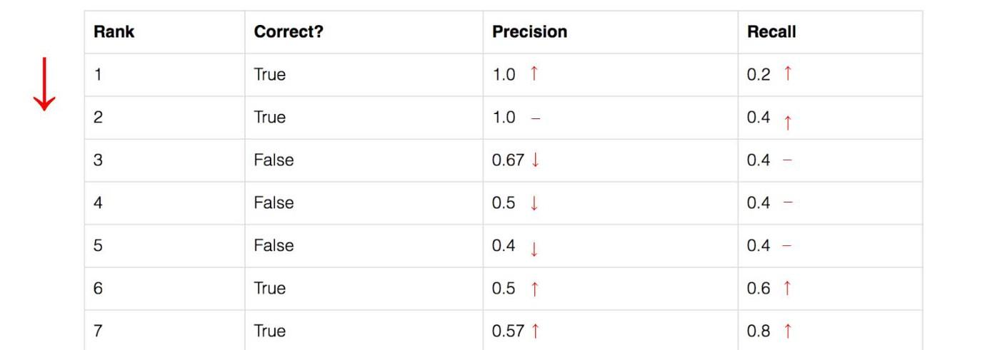 Rank Correct? Precision Recall
1 True 1.0 ↑ 0.2 ↑
2 True 1.0 – 0.4 ↑
3 False 0.67 ↓ 0.4 –
4 False 0.5 ↓ 0.4 –
5 False 0.4 ↓ 0.4 –
6 True 0.5 ↑ 0.6 ↑
7 True 0.57 ↑ 0.8 ↑